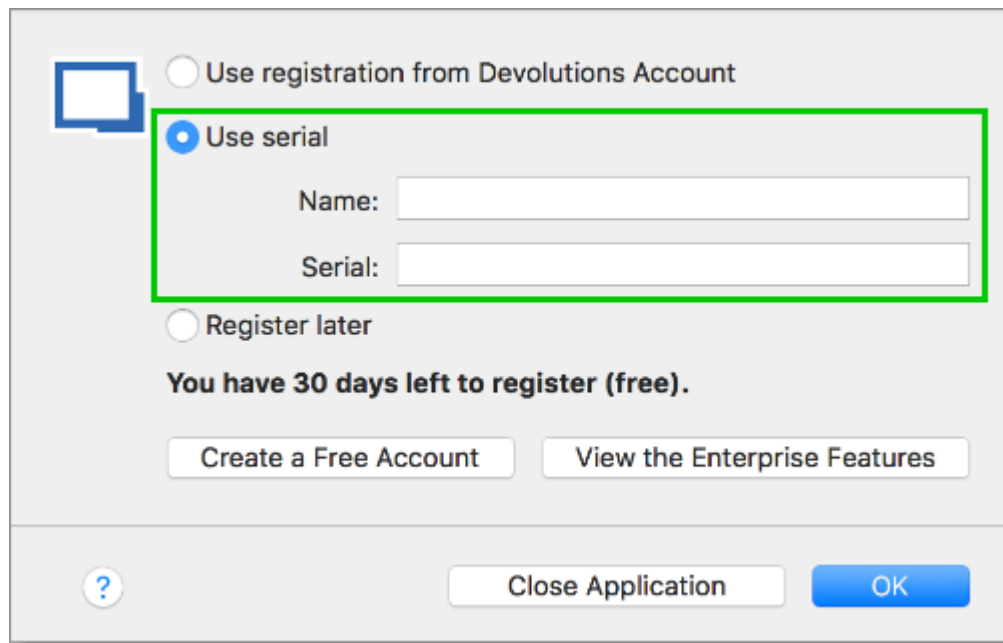 Use registration from Devolutions Account
Use serial
Name:
Serial:
Register later
You have 30 days left to register (free).
Create a Free Account
View the Enterprise Features
?
Close Application
OK